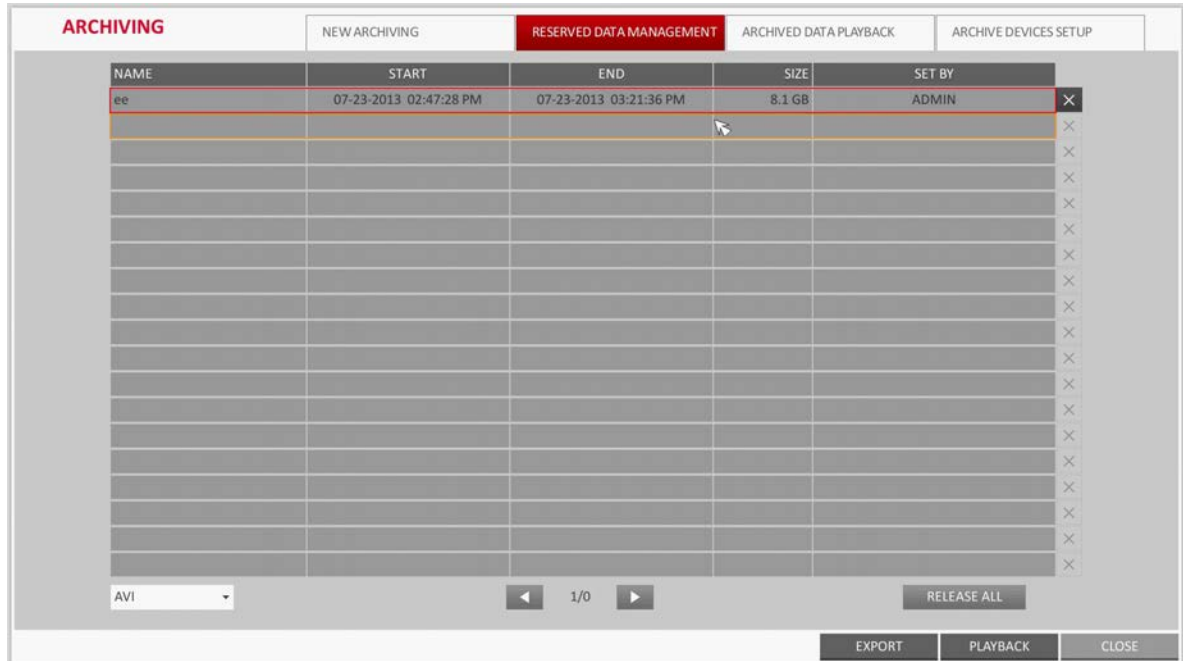 ARCHIVING NEW ARCHIVING RESERVED DATA MANAGEMENT ARCHIVED DATA PLAYBACK ARCHIVE DEVICES SETUP
NAME START END SIZE SET BY
ee 07-23-2013 02:47:28 PM 07-23-2013 03:21:36 PM 8.1 GB ADMIN
AVI 1/0 RELEASE ALL
EXPORT PLAYBACK CLOSE